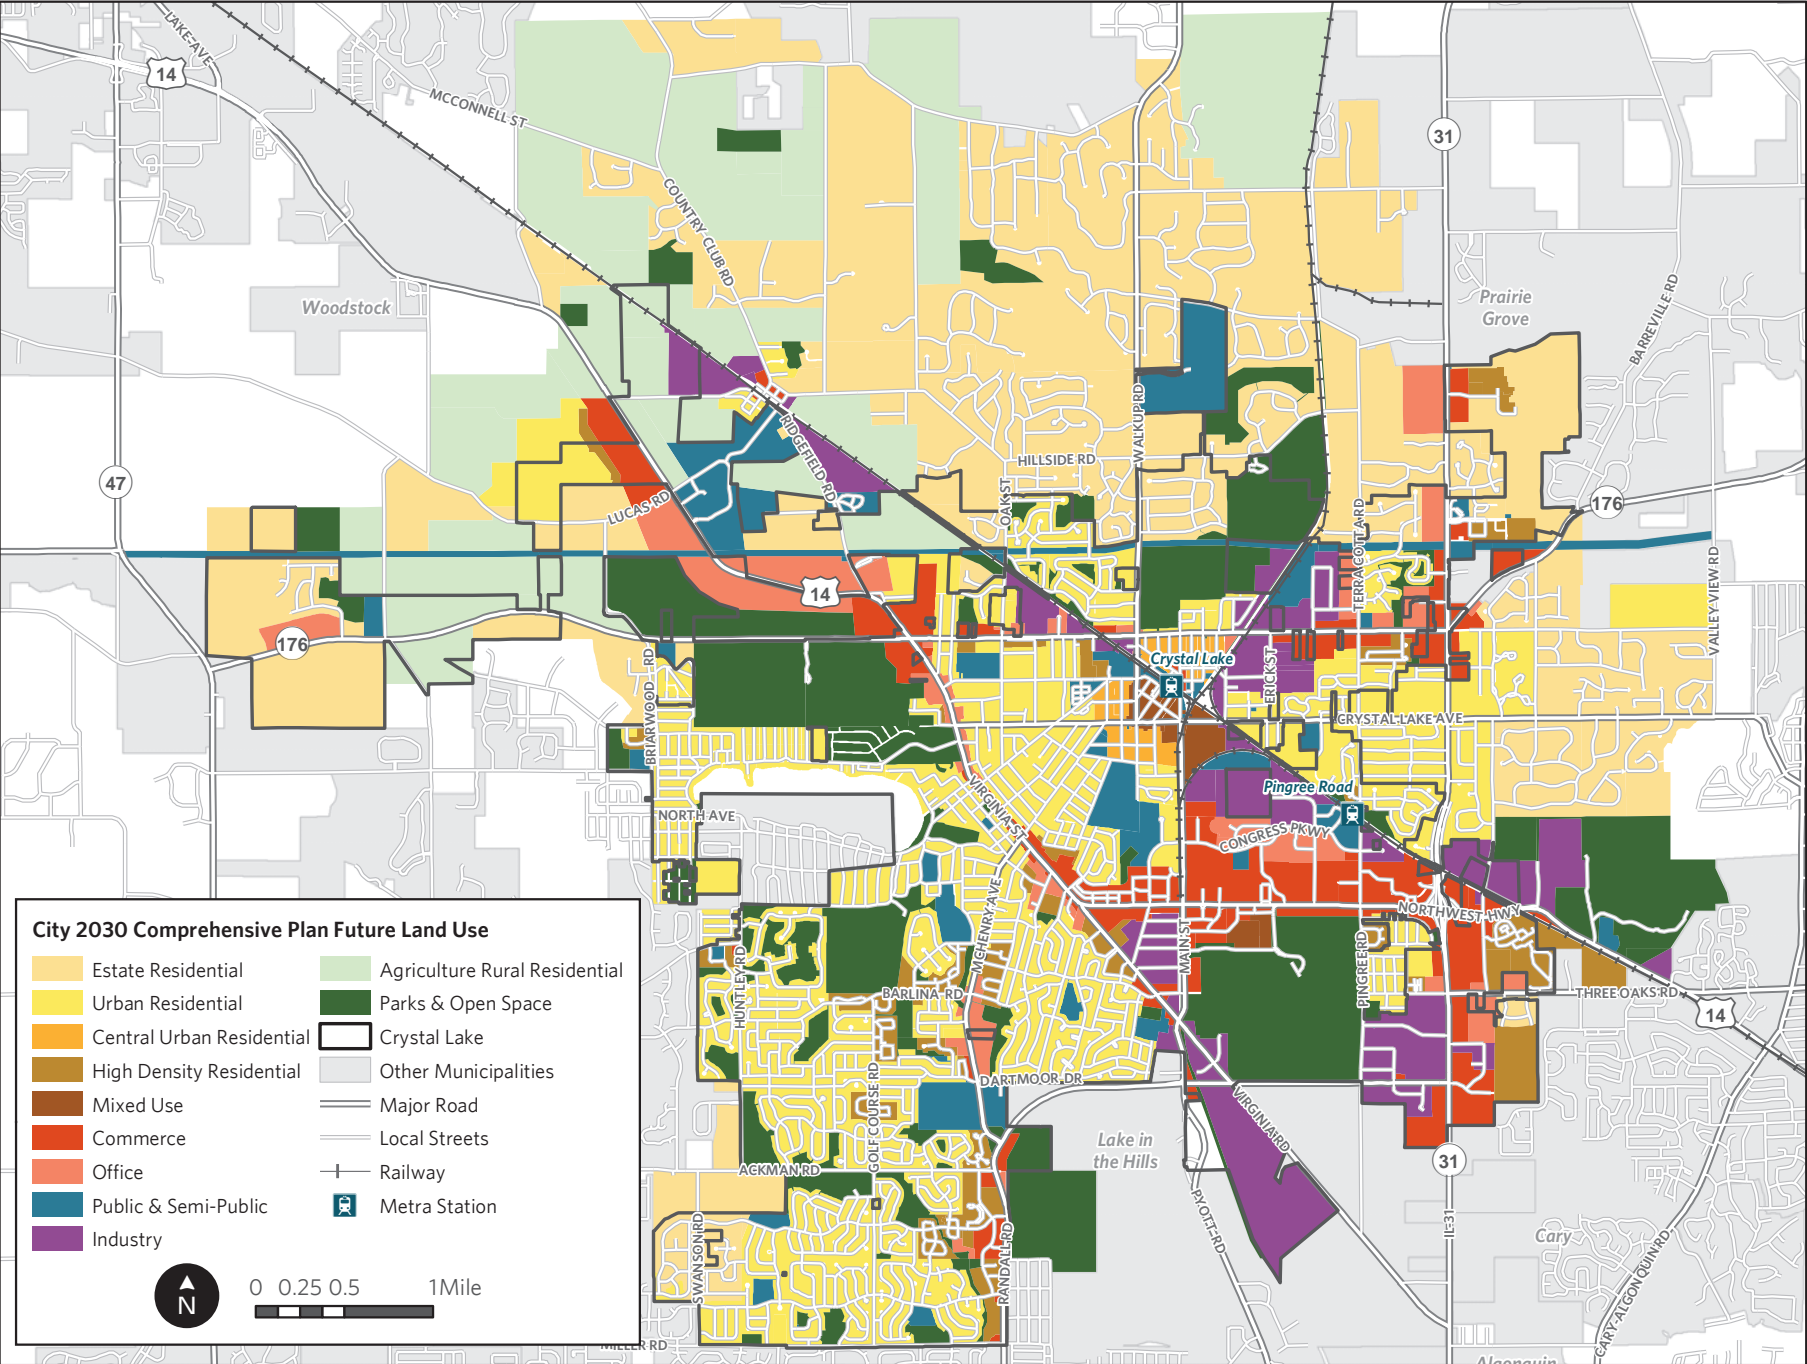 LAKE AVE
14
MCCONNELL ST
31
COUNTRY CLUB RD
Woodstock
Prairie
Grove
BARREVILLE RD
WALKUP RD
RIDGEFIELD RD
HILLSIDE RD
47
OAK ST
LUCAS RD
TERRA COTTA RD
176
VALLEY VIEW RD
14
176
BRIARWOOD RD
Crystal Lake
ERICK ST
CRYSTAL LAKE AVE
Pingree Road
NORTH AVE
VIRGINIA ST
CONGRESS PKWY
MCHENRY AVE
NORTHWEST HWY
MAIN ST
PINGREE RD
HUNTLEY RD
BARLINA RD
THREE OAKS RD
14
DARTMOOR DR
GOLF COURSE RD
VIRGINIA RD
Lake in
the Hills
31
ACKMAN RD
PYOTT RD
SWANSON RD
RANDALL RD
IL-31
Cary
CARY-ALGONQUIN RD
MILLER RD
Algonquin
City 2030 Comprehensive Plan Future Land Use
Estate Residential
Urban Residential
Central Urban Residential
High Density Residential
Mixed Use
Commerce
Office
Public & Semi-Public
Industry
Agriculture Rural Residential
Parks & Open Space
Crystal Lake
Other Municipalities
Major Road
Local Streets
Railway
Metra Station
N
0 0.25 0.5 1Mile